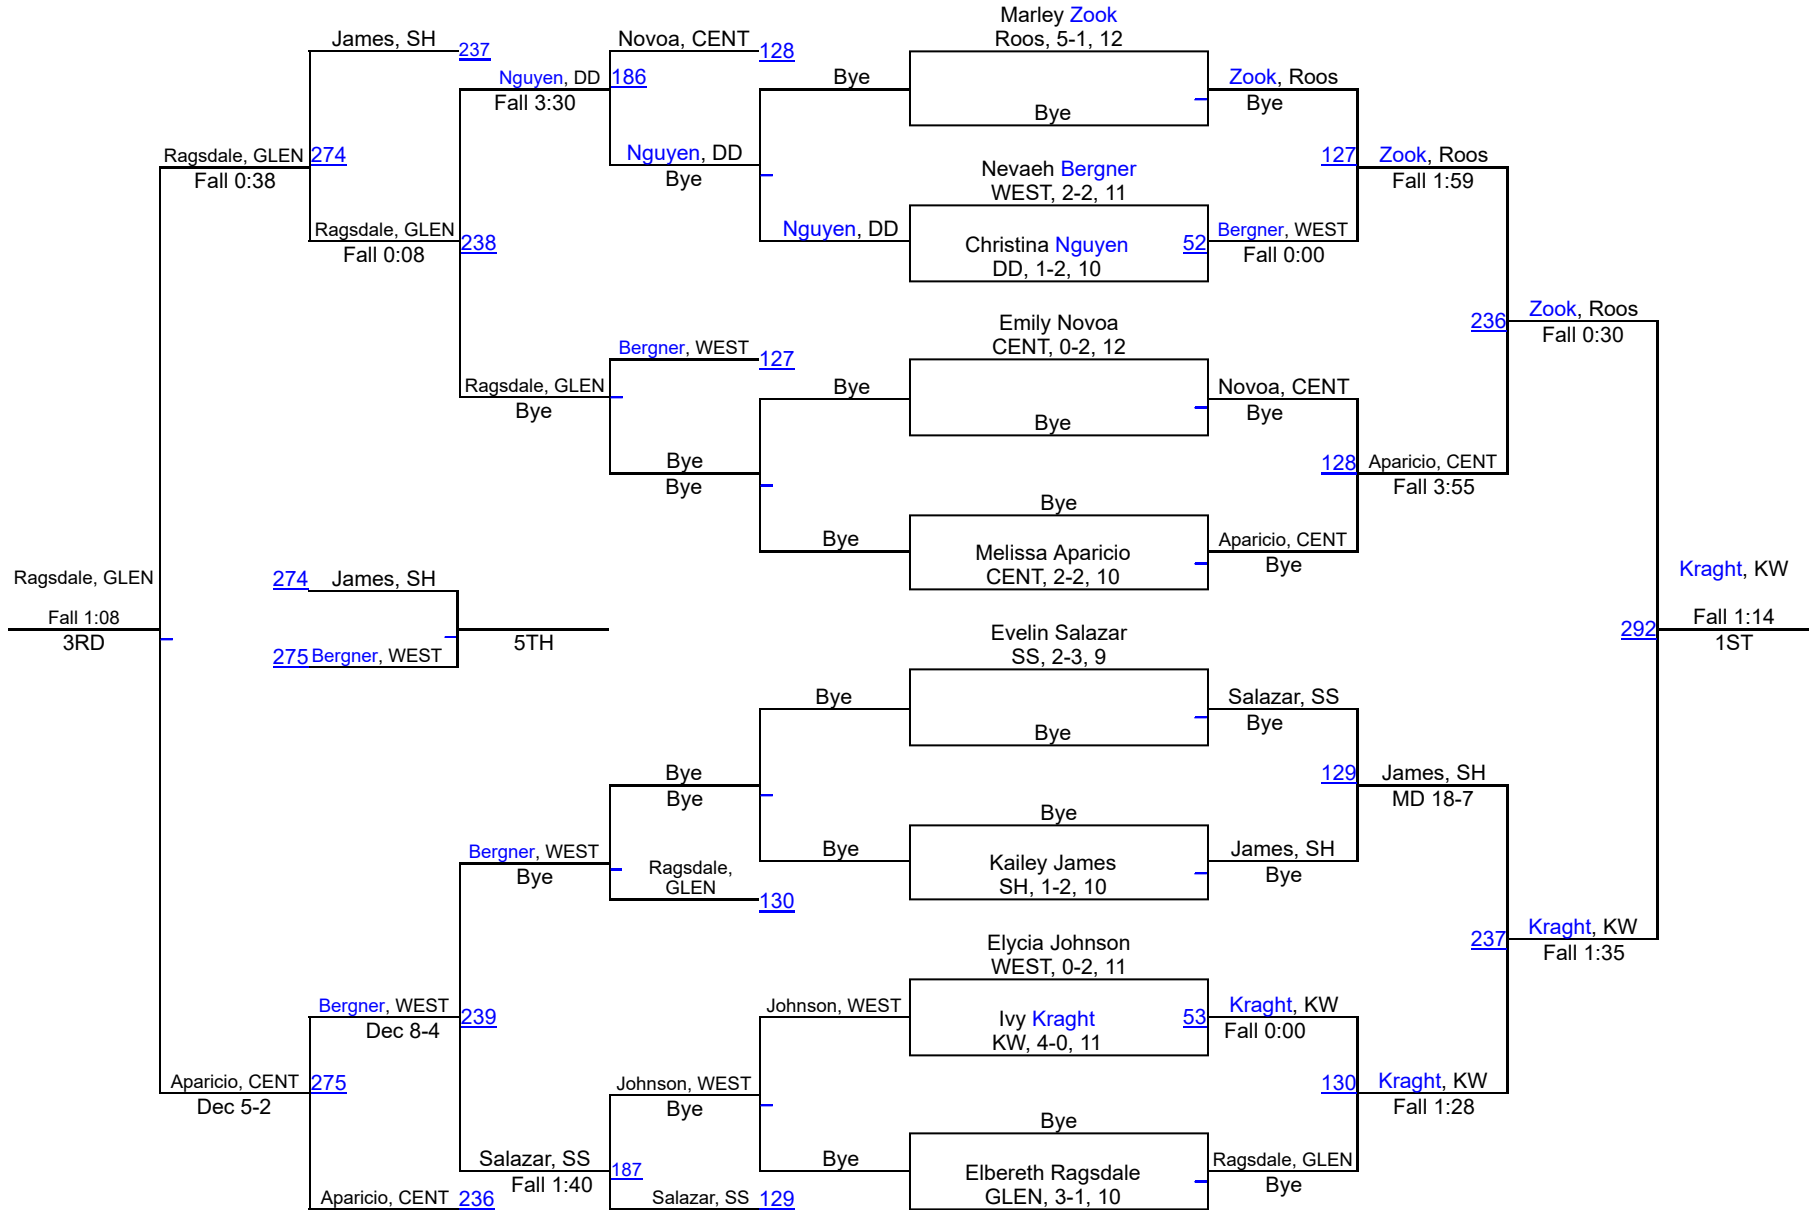 Marley Zook
Roos, 5-1, 12
James, SH
237
Novoa, CENT
128
Nguyen, DD
186
Fall 3:30
Bye
Bye
Zook, Roos
Bye
Ragsdale, GLEN
274
Fall 0:38
Nguyen, DD
Bye
Nevaeh Bergner
WEST, 2-2, 11
127
Zook, Roos
Fall 1:59
Ragsdale, GLEN
238
Fall 0:08
Nguyen, DD
Christina Nguyen
DD, 1-2, 10
52
Bergner, WEST
Fall 0:00
Emily Novoa
CENT, 0-2, 12
236
Zook, Roos
Fall 0:30
Bergner, WEST
127
Ragsdale, GLEN
Bye
Bye
Bye
Novoa, CENT
Bye
Bye
Bye
128
Aparicio, CENT
Fall 3:55
Bye
Bye
Melissa Aparicio
CENT, 2-2, 10
Aparicio, CENT
Bye
Ragsdale, GLEN
Fall 1:08
3RD
274
James, SH
275
Bergner, WEST
5TH
Kraght, KW
292
Fall 1:14
1ST
Evelin Salazar
SS, 2-3, 9
Bye
Bye
Salazar, SS
Bye
Bye
Bye
129
James, SH
MD 18-7
Bye
Bye
Kailey James
SH, 1-2, 10
James, SH
Bye
Bergner, WEST
Bye
Ragsdale,
GLEN
130
Elycia Johnson
WEST, 0-2, 11
237
Kraght, KW
Fall 1:35
Bergner, WEST
239
Dec 8-4
Johnson, WEST
Ivy Kraght
KW, 4-0, 11
53
Kraght, KW
Fall 0:00
Aparicio, CENT
275
Dec 5-2
Johnson, WEST
Bye
130
Kraght, KW
Fall 1:28
Bye
Salazar, SS
187
Fall 1:40
Bye
Elbereth Ragsdale
GLEN, 3-1, 10
Ragsdale, GLEN
Bye
Aparicio, CENT
236
Salazar, SS
129